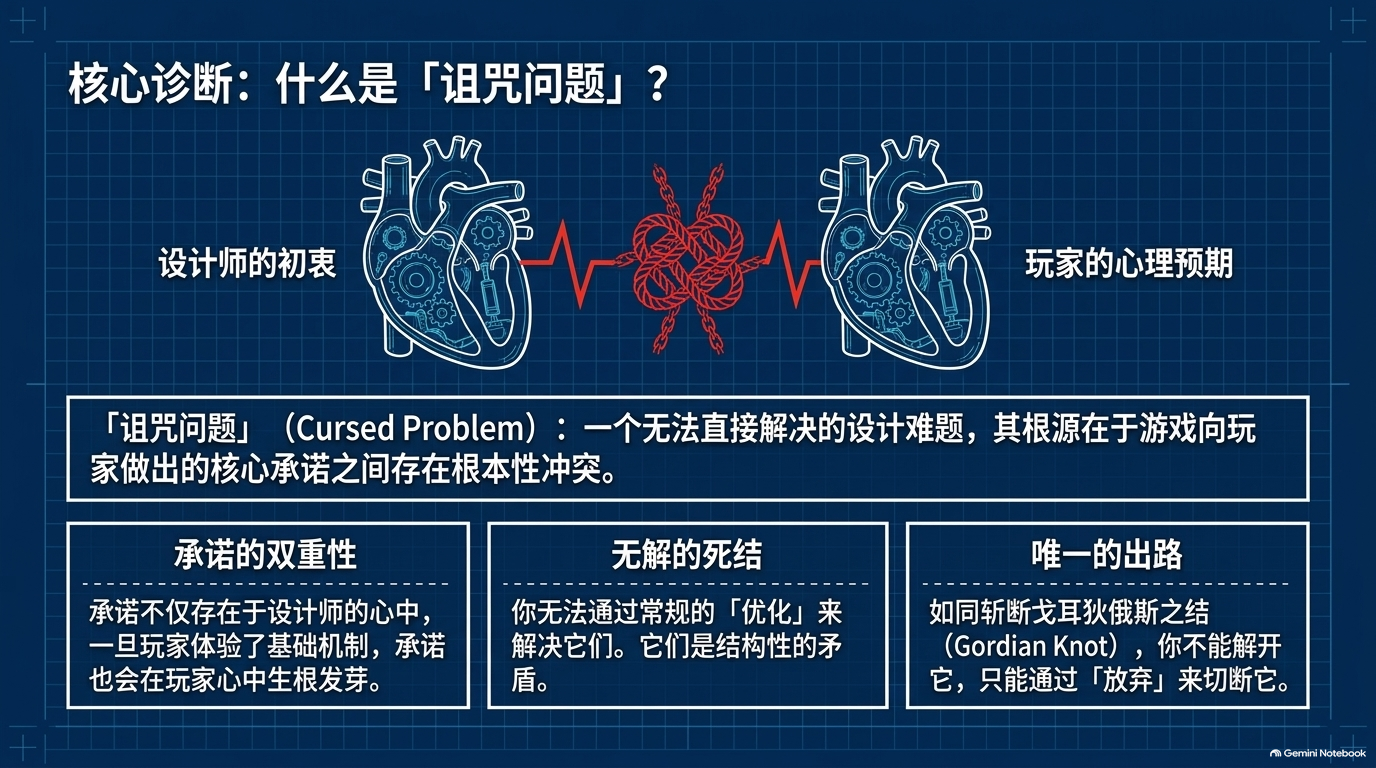 核心诊断：什么是「诅咒问题」？
设计师的初衷
玩家的心理预期
「诅咒问题」（Cursed Problem）：一个无法直接解决的设计难题，其根源在于游戏向玩
家做出的核心承诺之间存在根本性冲突。
承诺的双重性
承诺不仅存在于设计师的心中，
一旦玩家体验了基础机制，承诺
也会在玩家心中生根发芽。
无解的死结
你无法通过常规的「优化」来
解决它们。它们是结构性的矛
盾。
唯一的出路
如同斩断戈耳狄俄斯之结
（Gordian Knot），你不能解开
它，只能通过「放弃」来切断它。
Gemini Notebook